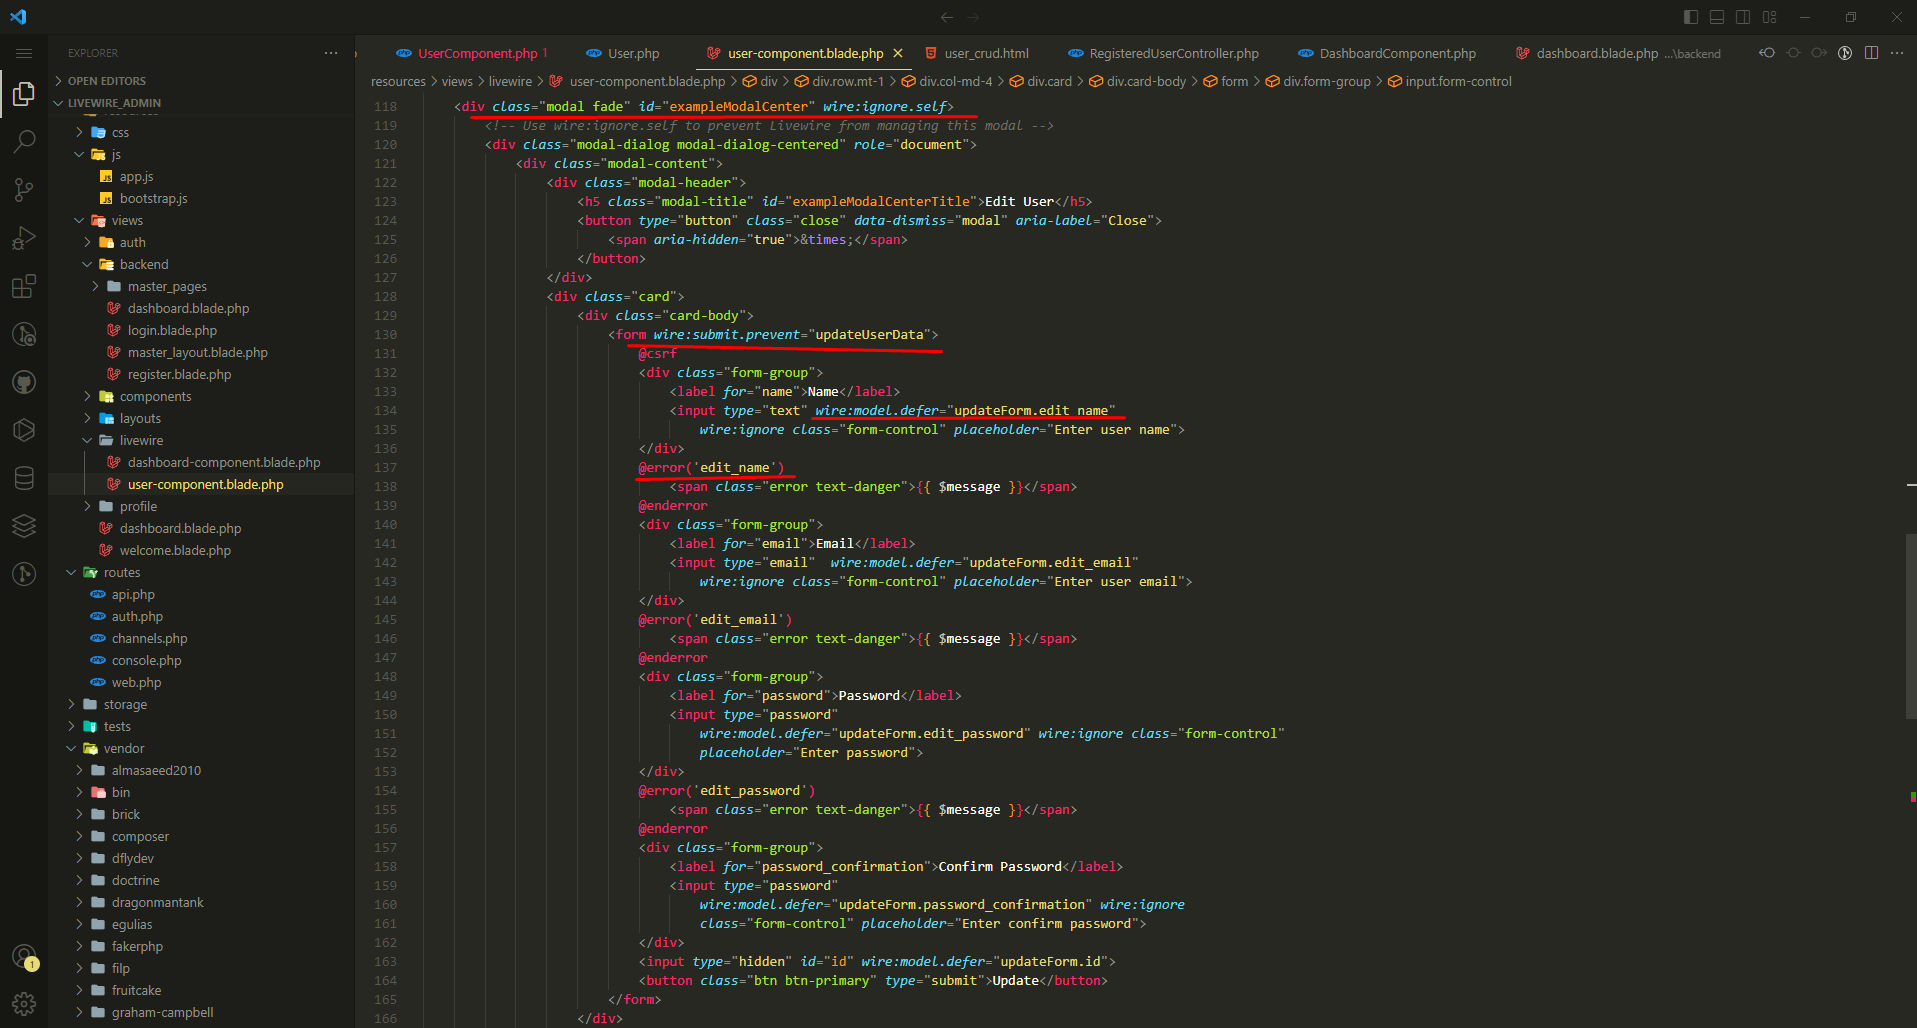 EXPLORER
OPEN EDITORS
LIVEWIRE_ADMIN
resources
css
js
app.js
bootstrap.js
views
auth
backend
master_pages
dashboard.blade.php
login.blade.php
master_layout.blade.php
register.blade.php
components
layouts
livewire
dashboard-component.blade.php
user-component.blade.php
profile
dashboard.blade.php
welcome.blade.php
routes
api.php
auth.php
channels.php
console.php
web.php
storage
tests
vendor
almasaeed2010
bin
brick
composer
dflydev
doctrine
dragonmantank
egulias
fakerphp
filp
fruitcake
graham-campbell
1
UserComponent.php 1 User.php user-component.blade.php user_crud.html RegisteredUserController.php DashboardComponent.php dashboard.blade.php ...\backend
resources > views > livewire > user-component.blade.php > div > div.row.mt-1 > div.col-md-4 > div.card > div.card-body > form > div.form-group > input.form-control
118 <div class="modal fade" id="exampleModalCenter" wire:ignore.self>
119 <!-- Use wire:ignore.self to prevent Livewire from managing this modal -->
120 <div class="modal-dialog modal-dialog-centered" role="document">
121 <div class="modal-content">
122 <div class="modal-header">
123 <h5 class="modal-title" id="exampleModalCenterTitle">Edit User</h5>
124 <button type="button" class="close" data-dismiss="modal" aria-label="Close">
125 <span aria-hidden="true">&times;</span>
126 </button>
127 </div>
128 <div class="card">
129 <div class="card-body">
130 <form wire:submit.prevent="updateUserData">
131 @csrf
132 <div class="form-group">
133 <label for="name">Name</label>
134 <input type="text" wire:model.defer="updateForm.edit_name"
135 wire:ignore class="form-control" placeholder="Enter user name">
136 </div>
137 @error('edit_name')
138 <span class="error text-danger">{{ $message }}</span>
139 @enderror
140 <div class="form-group">
141 <label for="email">Email</label>
142 <input type="email"  wire:model.defer="updateForm.edit_email"
143 wire:ignore class="form-control" placeholder="Enter user email">
144 </div>
145 @error('edit_email')
146 <span class="error text-danger">{{ $message }}</span>
147 @enderror
148 <div class="form-group">
149 <label for="password">Password</label>
150 <input type="password"
151 wire:model.defer="updateForm.edit_password" wire:ignore class="form-control"
152 placeholder="Enter password">
153 </div>
154 @error('edit_password')
155 <span class="error text-danger">{{ $message }}</span>
156 @enderror
157 <div class="form-group">
158 <label for="password_confirmation">Confirm Password</label>
159 <input type="password"
160 wire:model.defer="updateForm.password_confirmation" wire:ignore
161 class="form-control" placeholder="Enter confirm password">
162 </div>
163 <input type="hidden" id="id" wire:model.defer="updateForm.id">
164 <button class="btn btn-primary" type="submit">Update</button>
165 </form>
166 </div>